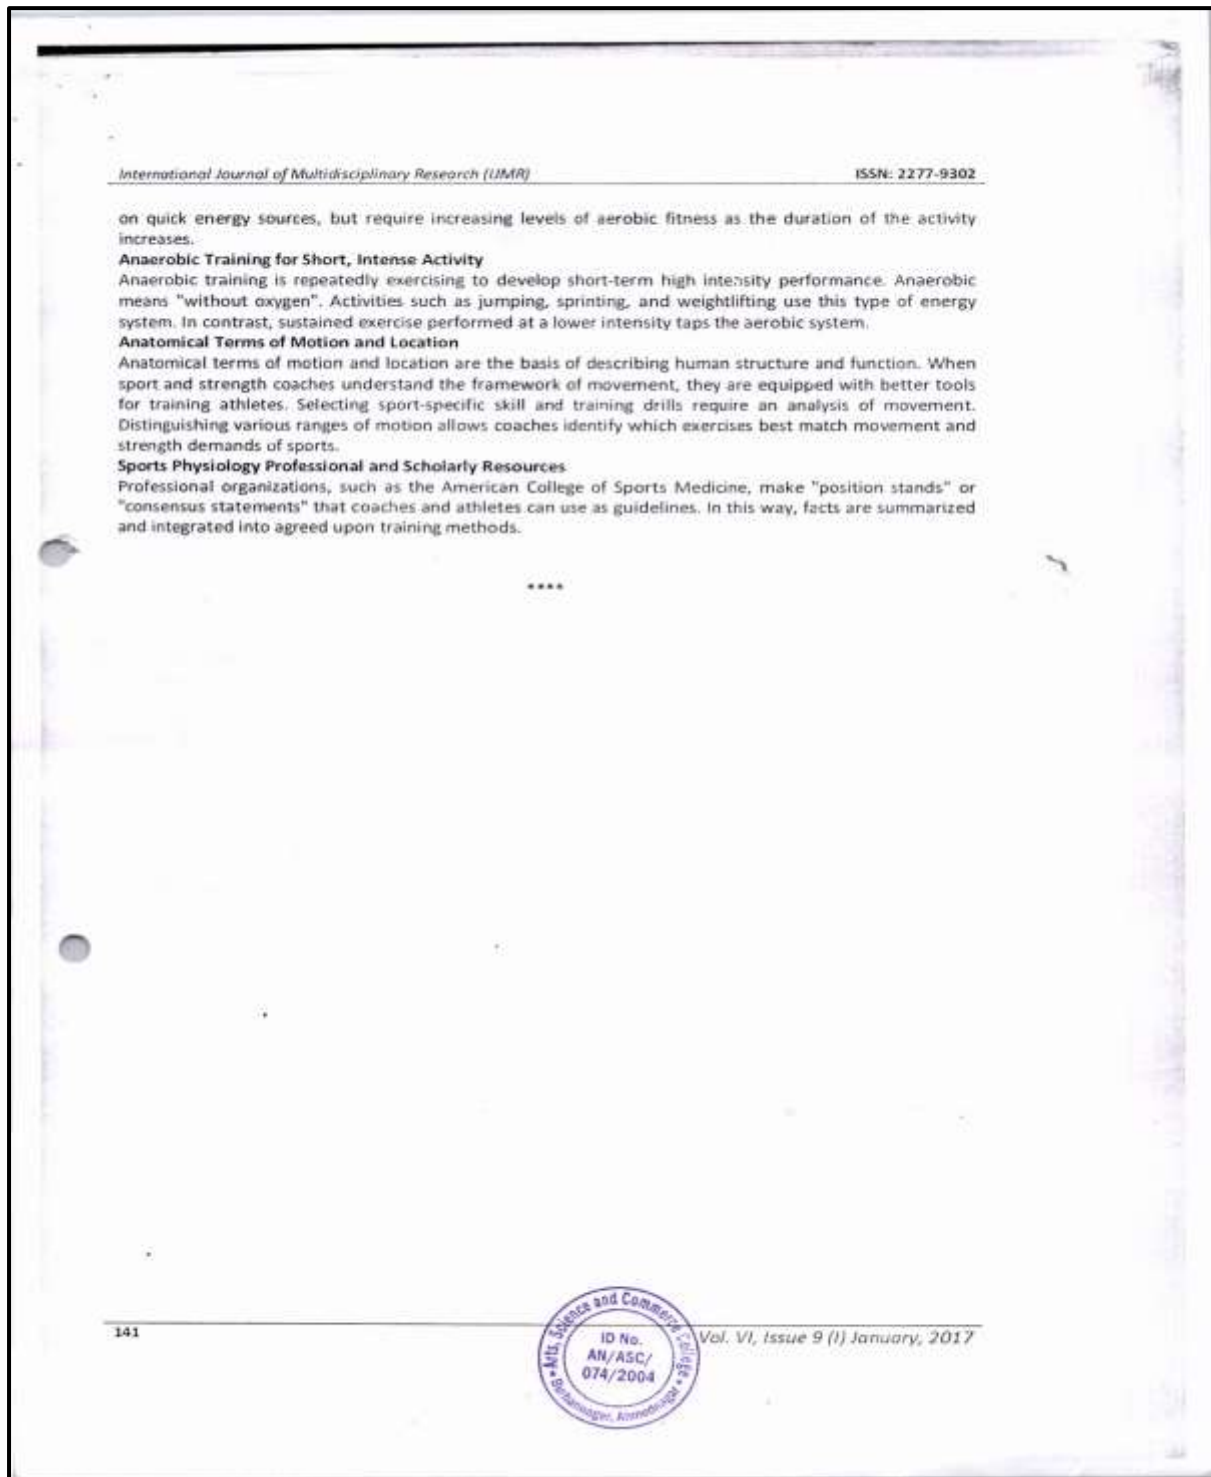 International Journal of Multidisciplinary Research (IJMR) ISSN: 2277-9302
on quick energy sources, but require increasing levels of aerobic fitness as the duration of the activity
increases.
Anaerobic Training for Short, Intense Activity
Anaerobic training is repeatedly exercising to develop short-term high intensity performance. Anaerobic
means "without oxygen". Activities such as jumping, sprinting, and weightlifting use this type of energy
system. In contrast, sustained exercise performed at a lower intensity taps the aerobic system.
Anatomical Terms of Motion and Location
Anatomical terms of motion and location are the basis of describing human structure and function. When
sport and strength coaches understand the framework of movement, they are equipped with better tools
for training athletes. Selecting sport-specific skill and training drills require an analysis of movement.
Distinguishing various ranges of motion allows coaches identify which exercises best match movement and
strength demands of sports.
Sports Physiology Professional and Scholarly Resources
Professional organizations, such as the American College of Sports Medicine, make "position stands" or
"consensus statements" that coaches and athletes can use as guidelines. In this way, facts are summarized
and integrated into agreed upon training methods.
****
141
Arts, Science and Commerce College
ID No.
AN/ASC/
074/2004
Ahmednagar
Vol. VI, Issue 9 (I) January, 2017